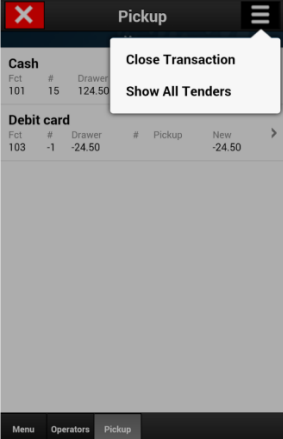 Pickup
Close Transaction
Show All Tenders
Cash
Fct # Drawer
101 15 124.50
Debit card
Fct # Drawer # Pickup New
103 -1 -24.50 -24.50
Menu Operators Pickup